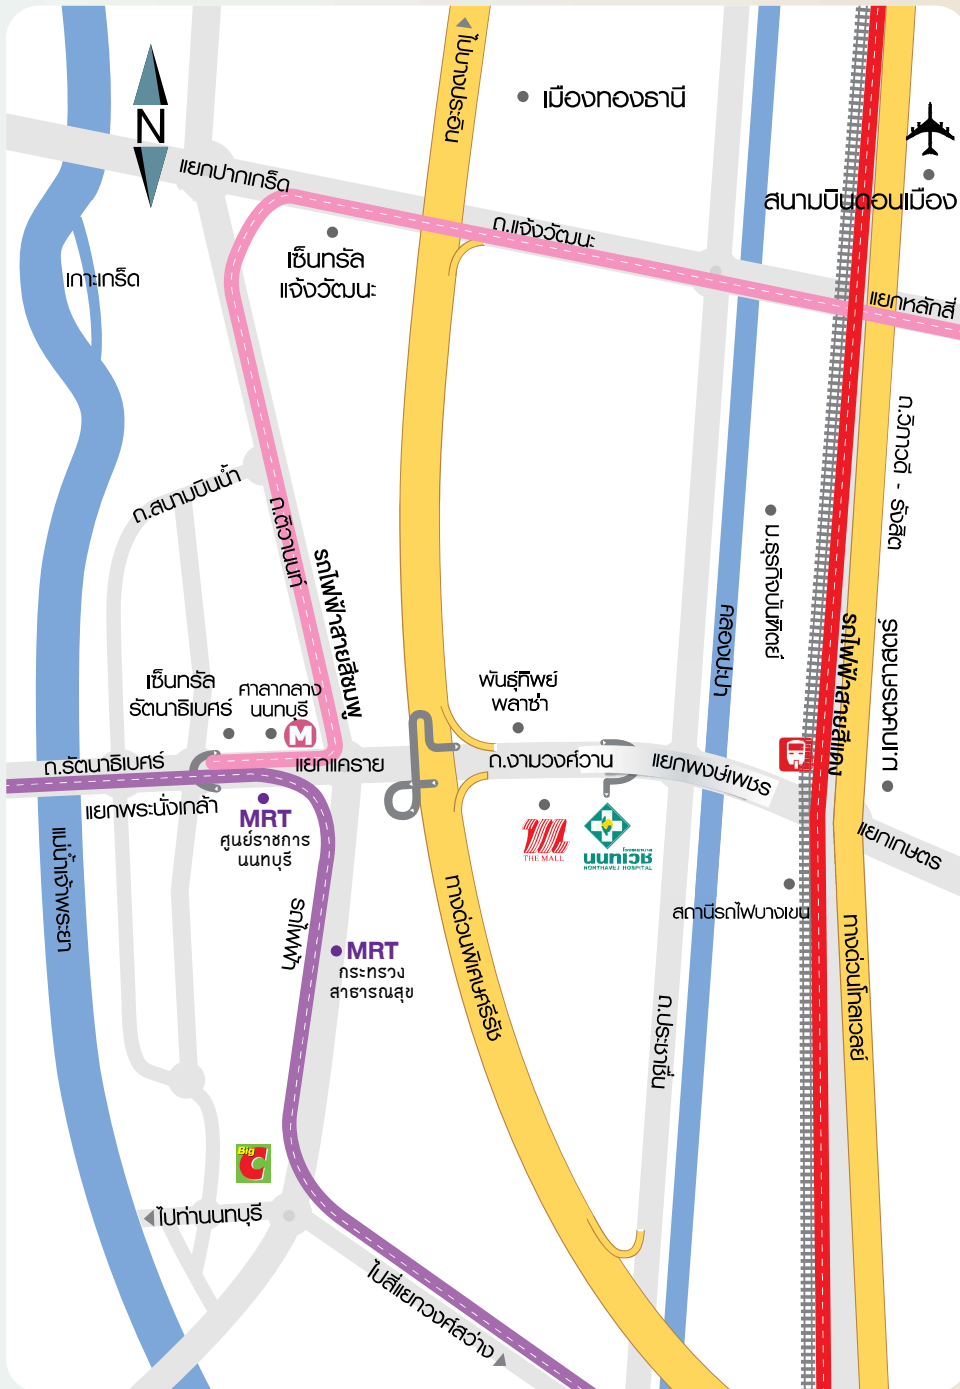 ไปบางปะอิน
เมืองทองธานี
N
แยกปากเกร็ด
สนามบินดอนเมือง
ถ.แจ้งวัฒนะ
เซ็นทรัล
แจ้งวัฒนะ
เกาะเกร็ด
แยกหลักสี่
ถ.วิภาวดี - รังสิต
ถ.สนามบินน้ำ
ถ.ติวานนท์
รถไฟฟ้าสายสีชมพู
ม.ธุรกิจบัณฑิตย์
คลองประปา
รถไฟฟ้าสายสีแดง
ม.เกษตรศาสตร์
เซ็นทรัล
รัตนาธิเบศร์
ศาลากลาง
นนทบุรี
M
พันธุ์ทิพย์
พลาซ่า
ถ.รัตนาธิเบศร์
แยกแคราย
ถ.งามวงศ์วาน
แยกพงษ์เพชร
แยกพระนั่งเกล้า
MRT
ศูนย์ราชการ
นนทบุรี
THE MALL
โรงพยาบาล
นนทเวช
NONTHAVEJ HOSPITAL
แยกเกษตร
แม่น้ำเจ้าพระยา
รถไฟฟ้า
MRT
กระทรวง
สาธารณสุข
ทางด่วนพิเศษศรีรัช
สถานีรถไฟบางเขน
ทางด่วนโทลเวลย์
ถ.ประชาชื่น
Big
C
ไปท่านนทบุรี
ไปสี่แยกวงศ์สว่าง